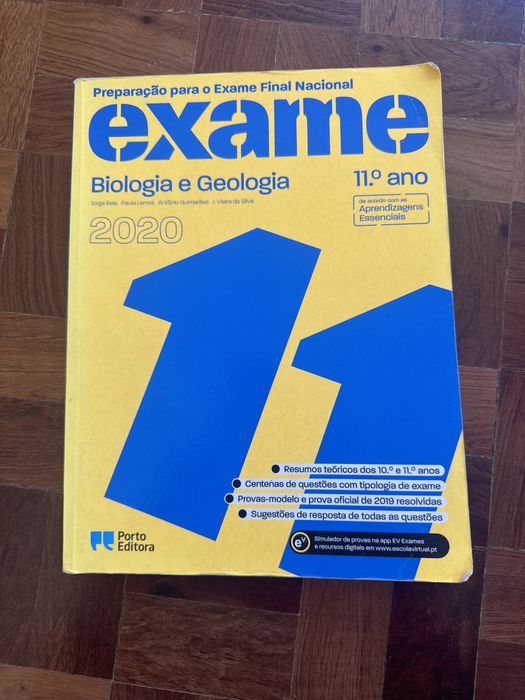 Preparação para o Exame Final Nacional
exame
Biologia e Geologia
11.º ano
Jorge Reis Paula Lemos António Guimarães J. Vieira da Silva
de acordo com as
Aprendizagens
Essenciais
2020
11
Resumos teóricos dos 10.º e 11.º anos
Centenas de questões com tipologia de exame
Provas-modelo e prova oficial de 2019 resolvidas
Sugestões de resposta de todas as questões
Porto
Editora
eV
Simulador de provas na app EV Exames
e recursos digitais em www.escolavirtual.pt